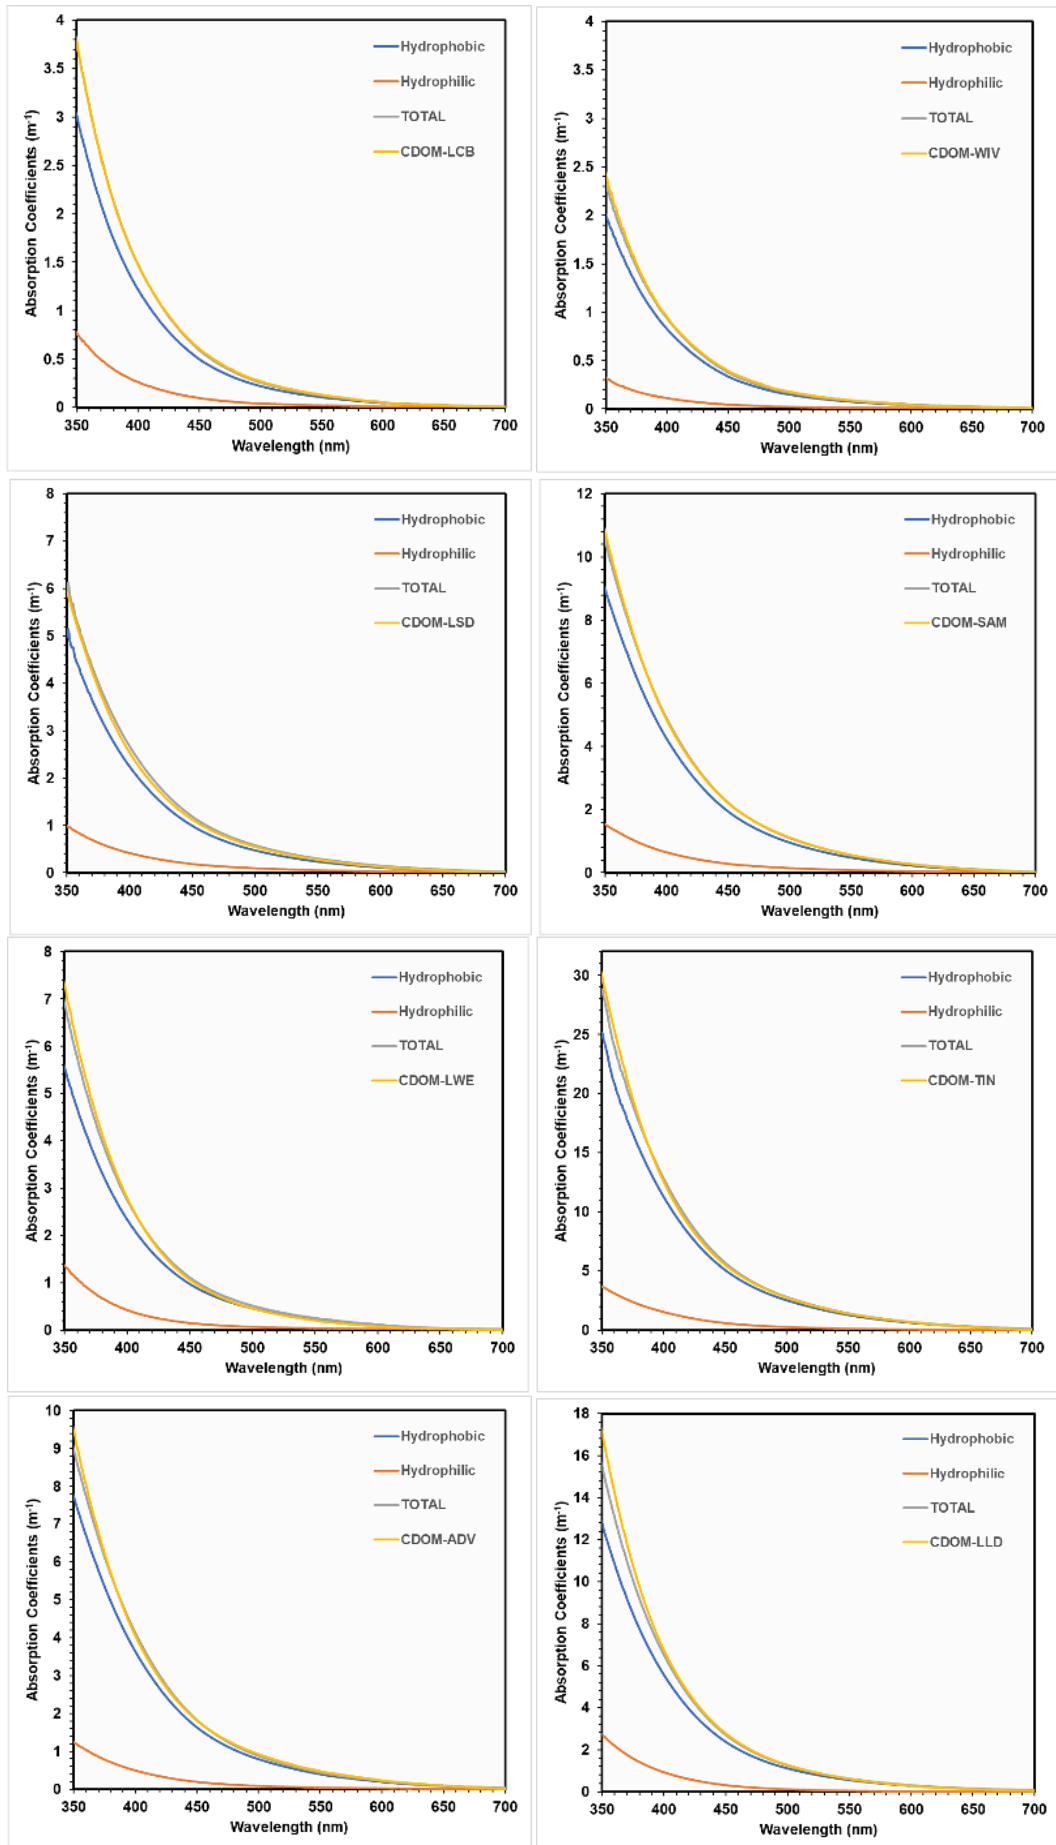 4
3.5
3
2.5
2
1.5
1
0.5
0
350 400 450 500 550 600 650 700
Absorption Coefficients (m-1)
Wavelength (nm)
Hydrophobic
Hydrophilic
TOTAL
CDOM-LCB
4
3.5
3
2.5
2
1.5
1
0.5
0
350 400 450 500 550 600 650 700
Absorption Coefficients (m-1)
Wavelength (nm)
Hydrophobic
Hydrophilic
TOTAL
CDOM-WIV
8
7
6
5
4
3
2
1
0
350 400 450 500 550 600 650 700
Absorption Coefficients (m-1)
Wavelength (nm)
Hydrophobic
Hydrophilic
TOTAL
CDOM-LSD
12
10
8
6
4
2
0
350 400 450 500 550 600 650 700
Absorption Coefficients (m-1)
Wavelength (nm)
Hydrophobic
Hydrophilic
TOTAL
CDOM-SAM
8
7
6
5
4
3
2
1
0
350 400 450 500 550 600 650 700
Absorption Coefficients (m-1)
Wavelength (nm)
Hydrophobic
Hydrophilic
TOTAL
CDOM-LWE
30
25
20
15
10
5
0
350 400 450 500 550 600 650 700
Absorption Coefficients (m-1)
Wavelength (nm)
Hydrophobic
Hydrophilic
TOTAL
CDOM-TIN
10
9
8
7
6
5
4
3
2
1
0
350 400 450 500 550 600 650 700
Absorption Coefficients (m-1)
Wavelength (nm)
Hydrophobic
Hydrophilic
TOTAL
CDOM-ADV
18
16
14
12
10
8
6
4
2
0
350 400 450 500 550 600 650 700
Absorption Coefficients (m-1)
Wavelength (nm)
Hydrophobic
Hydrophilic
TOTAL
CDOM-LLD